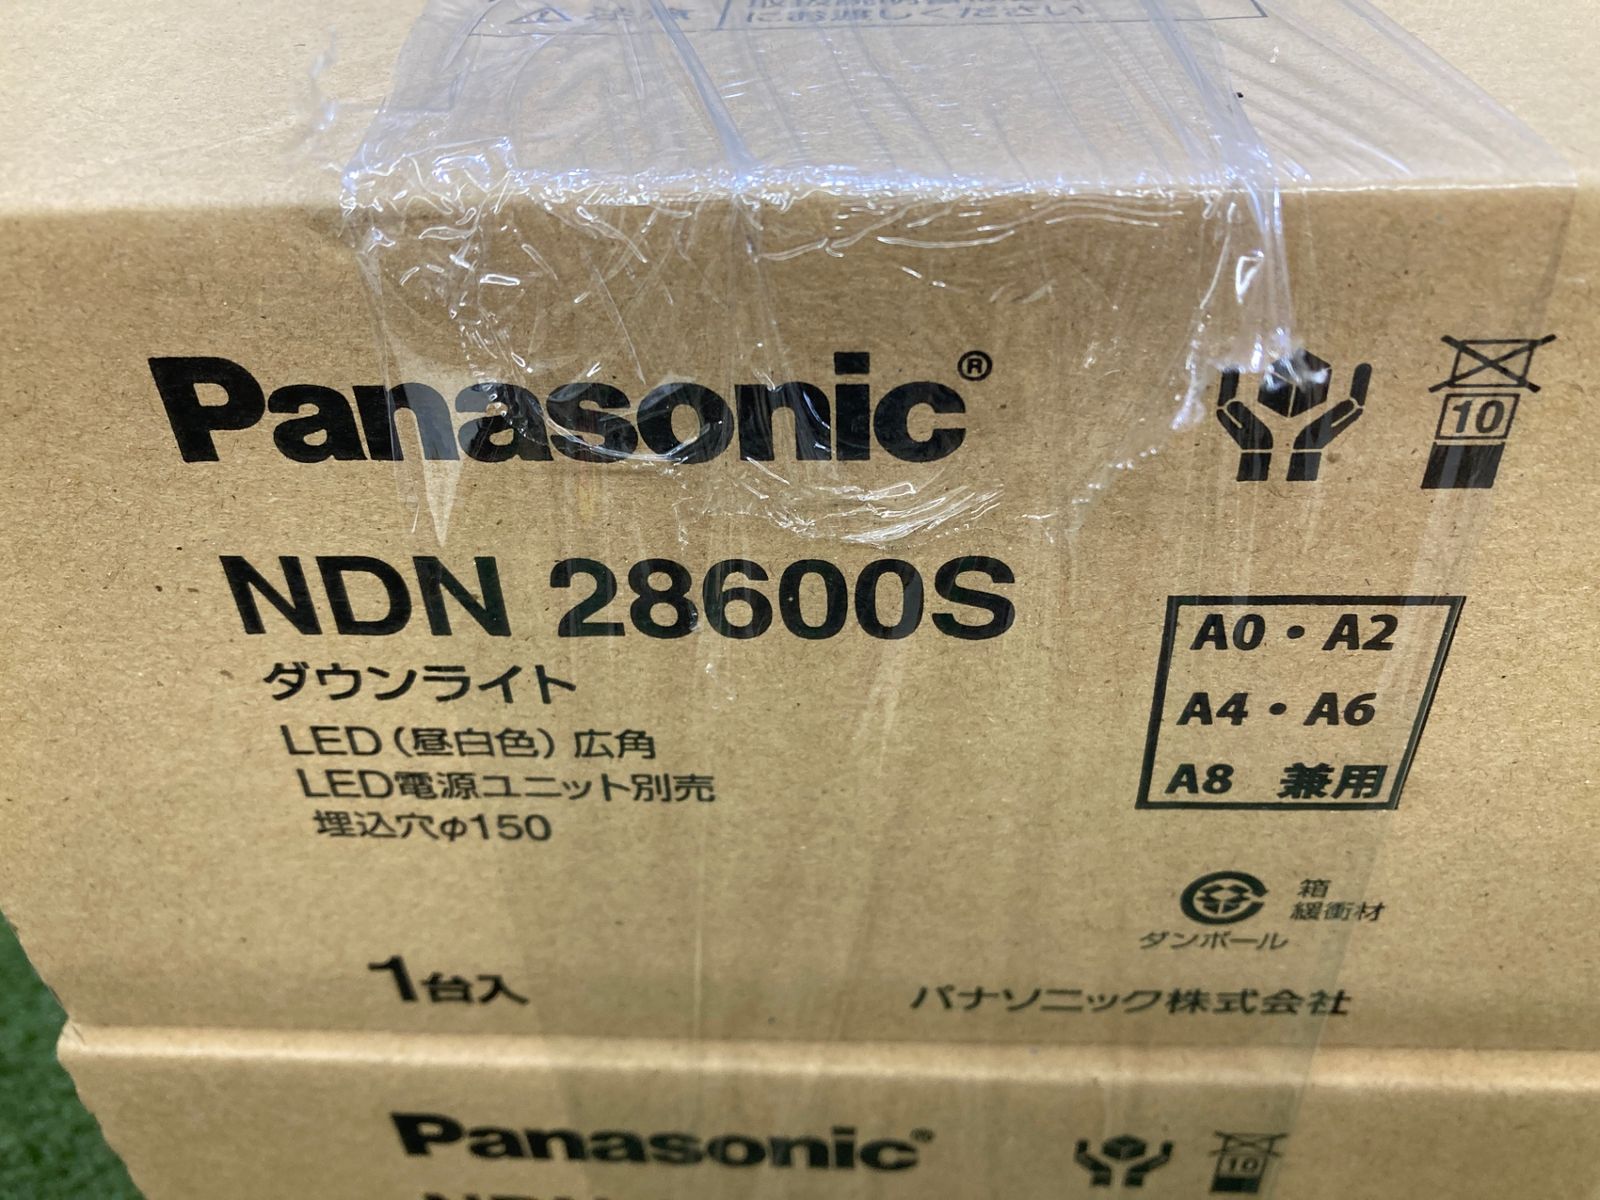 Panasonic®
10
NDN 28600S
ダウンライト
LED（昼白色）広角
LED電源ユニット別売
埋込穴φ150
A0・A2
A4・A6
A8 兼用
箱
緩衝材
ダンボール
1台入
パナソニック株式会社
Panasonic®
10